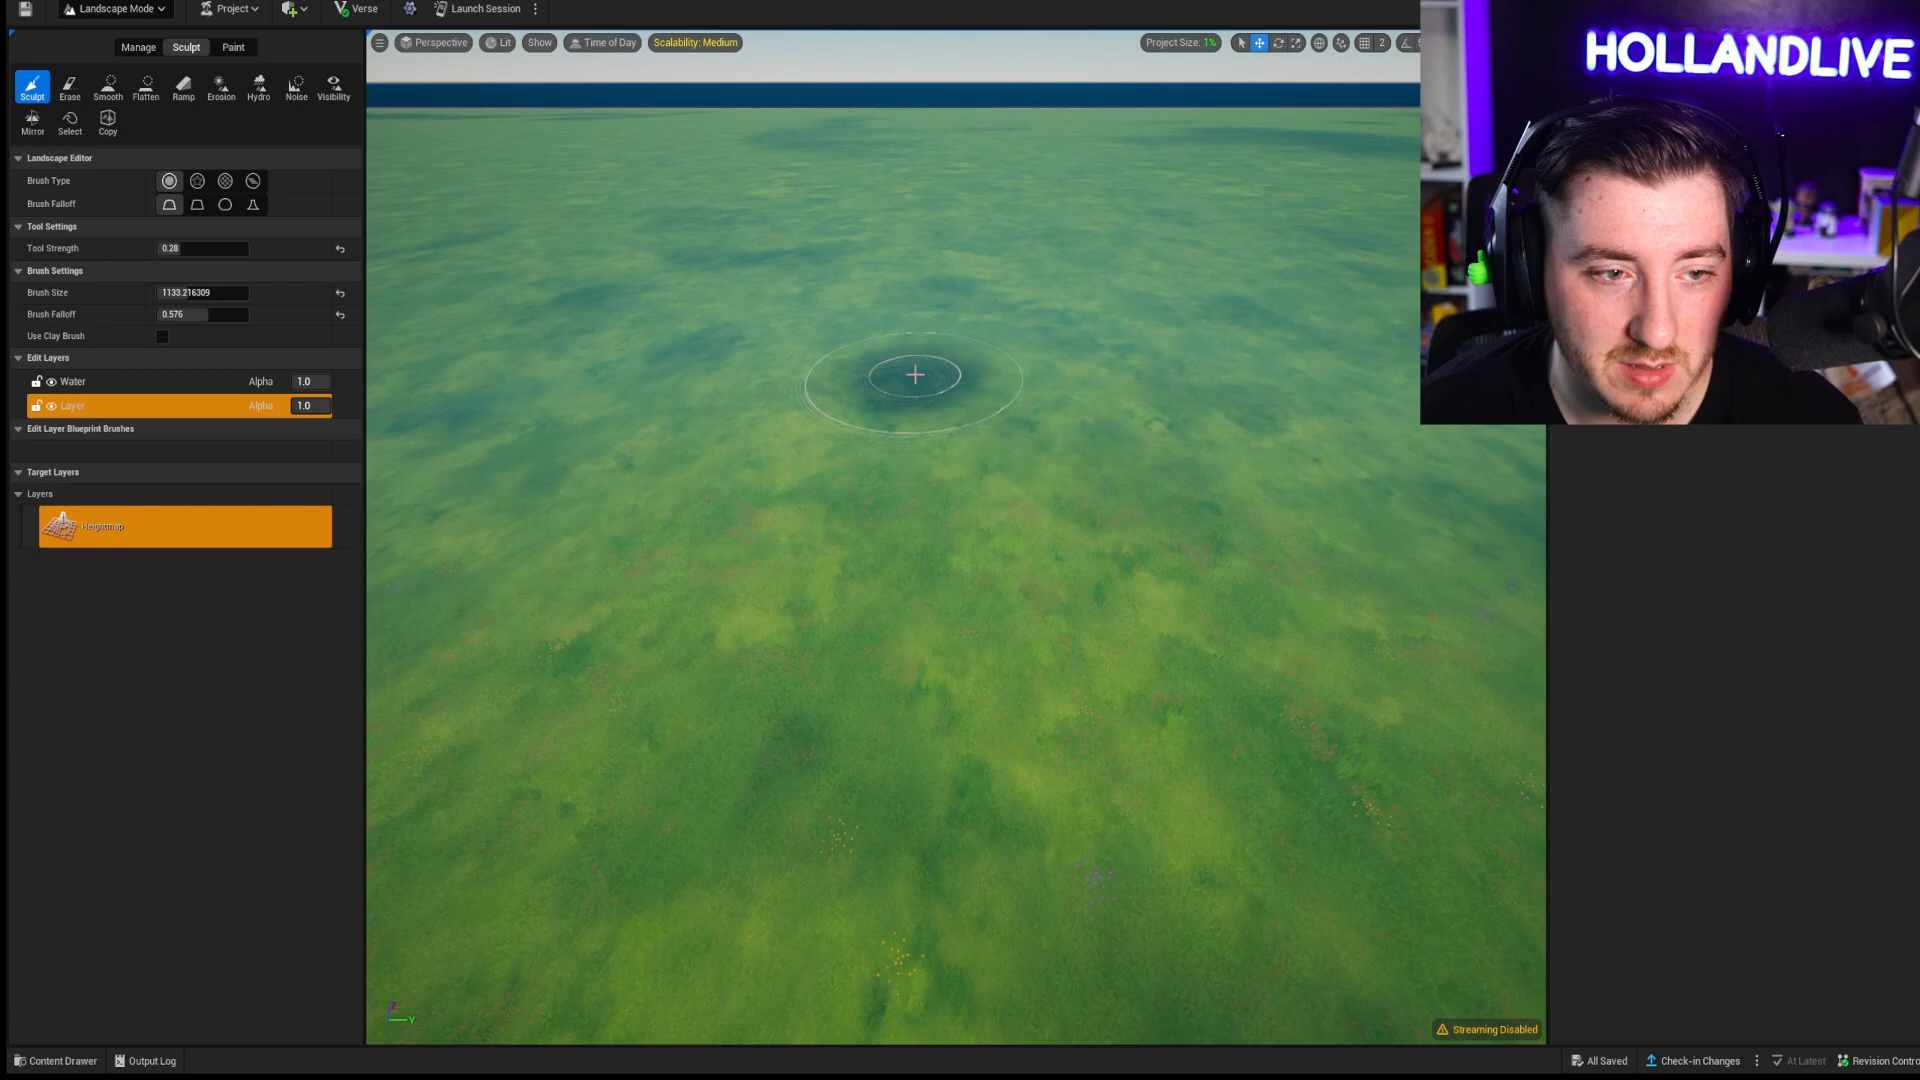 Landscape Mode
Project
Verse
Launch Session
HOLLANDLIVE
Manage
Sculpt
Paint
Perspective
Lit
Show
Time of Day
Scalability: Medium
Project Size: 1%
2
Sculpt
Erase
Smooth
Flatten
Ramp
Erosion
Hydro
Noise
Visibility
Mirror
Select
Copy
Landscape Editor
Brush Type
Brush Falloff
Tool Settings
Tool Strength
0.28
Brush Settings
Brush Size
1133.216309
Brush Falloff
0.576
Use Clay Brush
Edit Layers
Water
Alpha
1.0
Layer
Alpha
1.0
Edit Layer Blueprint Brushes
Target Layers
Layers
Heightmap
Z
Y
Streaming Disabled
Content Drawer
Output Log
All Saved
Check-in Changes
At Latest
Revision Contro